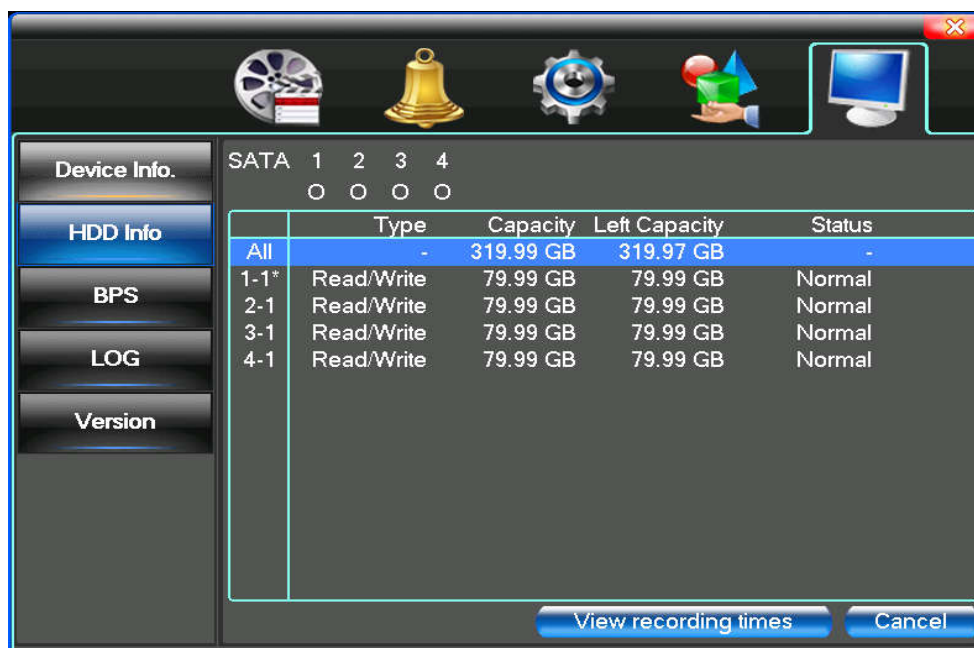 Device Info.
HDD Info
BPS
LOG
Version
SATA 1 2 3 4
O O O O
Type Capacity Left Capacity Status
All - 319.99 GB 319.97 GB -
1-1* Read/Write 79.99 GB 79.99 GB Normal
2-1 Read/Write 79.99 GB 79.99 GB Normal
3-1 Read/Write 79.99 GB 79.99 GB Normal
4-1 Read/Write 79.99 GB 79.99 GB Normal
View recording times Cancel